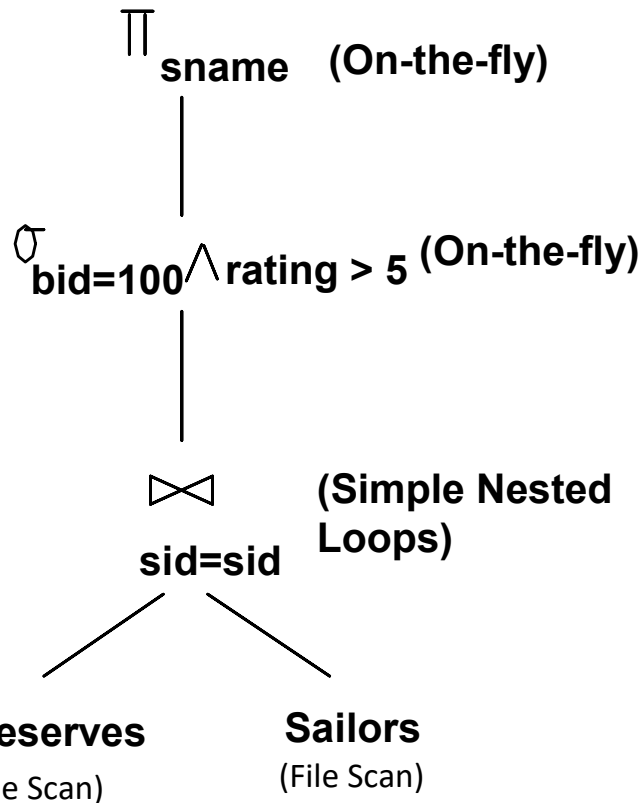 π sname (On-the-fly)
σ bid=100 ∧ rating > 5 (On-the-fly)
⋈ (Simple Nested
Loops)
sid=sid
eserves Sailors
e Scan) (File Scan)